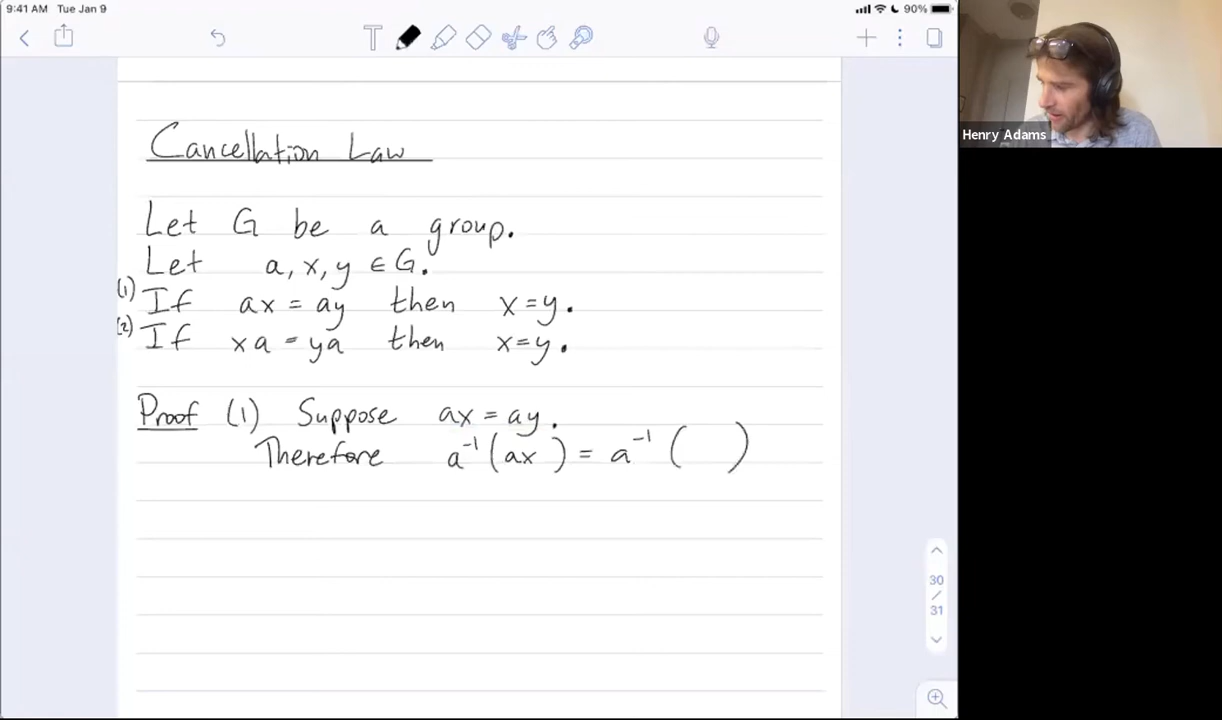 9:41 AM Tue Jan 9
90%
Henry Adams
Cancellation Law
Let G be a group.
Let a, x, y ∈ G.
(1) If ax = ay then x = y.
(2) If xa = ya then x = y.
Proof (1) Suppose ax = ay.
Therefore a⁻¹ (ax ) = a⁻¹ ( )
30
/
31